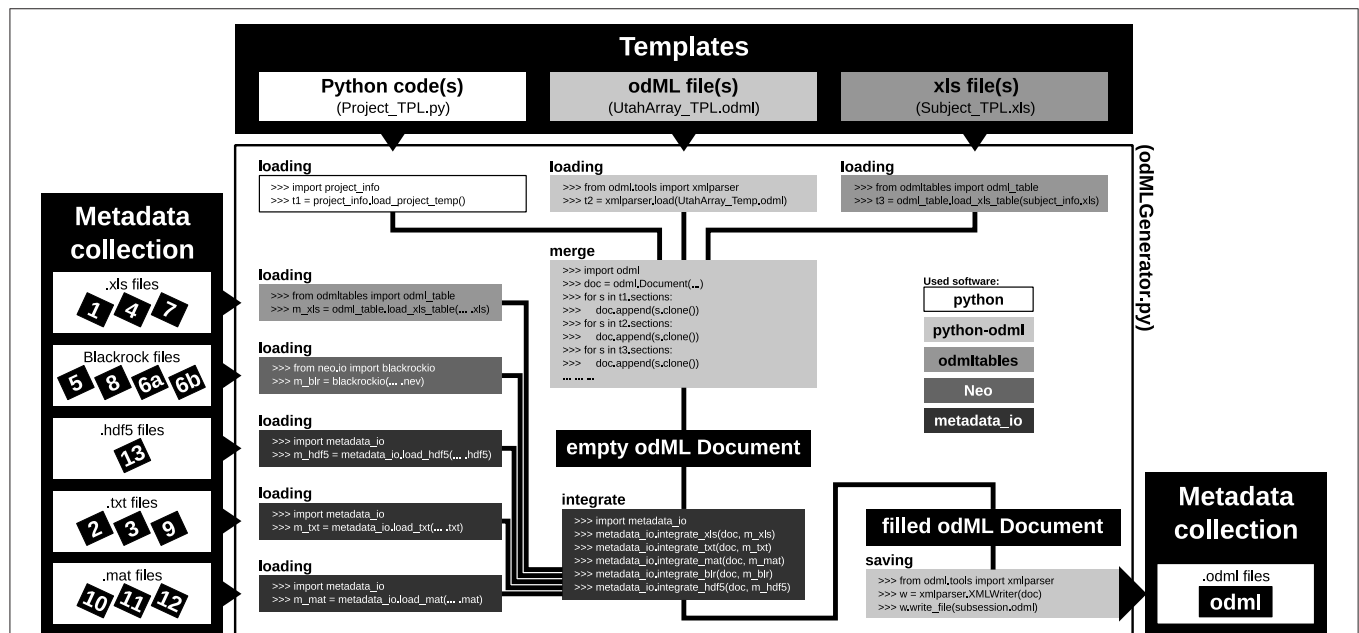 Templates
Python code(s)
(Project_TPL.py)
odML file(s)
(UtahArray_TPL.odml)
xls file(s)
(Subject_TPL.xls)
(odMLGenerator.py)
loading
>>> import project_info
>>> t1 = project_info.load_project_temp()
loading
>>> from odml.tools import xmlparser
>>> t2 = xmlparser.load(UtahArray_Temp.odml)
loading
>>> from odmltables import odml_table
>>> t3 = odml_table.load_xls_table(subject_info.xls)
Metadata
collection
.xls files
1 4 7
Blackrock files
5 8 6a 6b
.hdf5 files
13
.txt files
2 3 9
.mat files
10 11 12
loading
>>> from odmltables import odml_table
>>> m_xls = odml_table.load_xls_table(... .xls)
loading
>>> from neo.io import blackrockio
>>> m_blr = blackrockio(... .nev)
loading
>>> import metadata_io
>>> m_hdf5 = metadata_io.load_hdf5(... .hdf5)
loading
>>> import metadata_io
>>> m_txt = metadata_io.load_txt(... .txt)
loading
>>> import metadata_io
>>> m_mat = metadata_io.load_mat(... .mat)
merge
>>> import odml
>>> doc = odml.Document(...)
>>> for s in t1.sections:
>>> doc.append(s.clone())
>>> for s in t2.sections:
>>> doc.append(s.clone())
>>> for s in t3.sections:
>>> doc.append(s.clone())
... ... ...
Used software:
python
python-odml
odmltables
Neo
metadata_io
empty odML Document
integrate
>>> import metadata_io
>>> metadata_io.integrate_xls(doc, m_xls)
>>> metadata_io.integrate_txt(doc, m_txt)
>>> metadata_io.integrate_mat(doc, m_mat)
>>> metadata_io.integrate_blr(doc, m_blr)
>>> metadata_io.integrate_hdf5(doc, m_hdf5)
filled odML Document
saving
>>> from odml.tools import xmlparser
>>> w = xmlparser.XMLWriter(doc)
>>> w.write_file(subsession.odml)
Metadata
collection
.odml files
odml